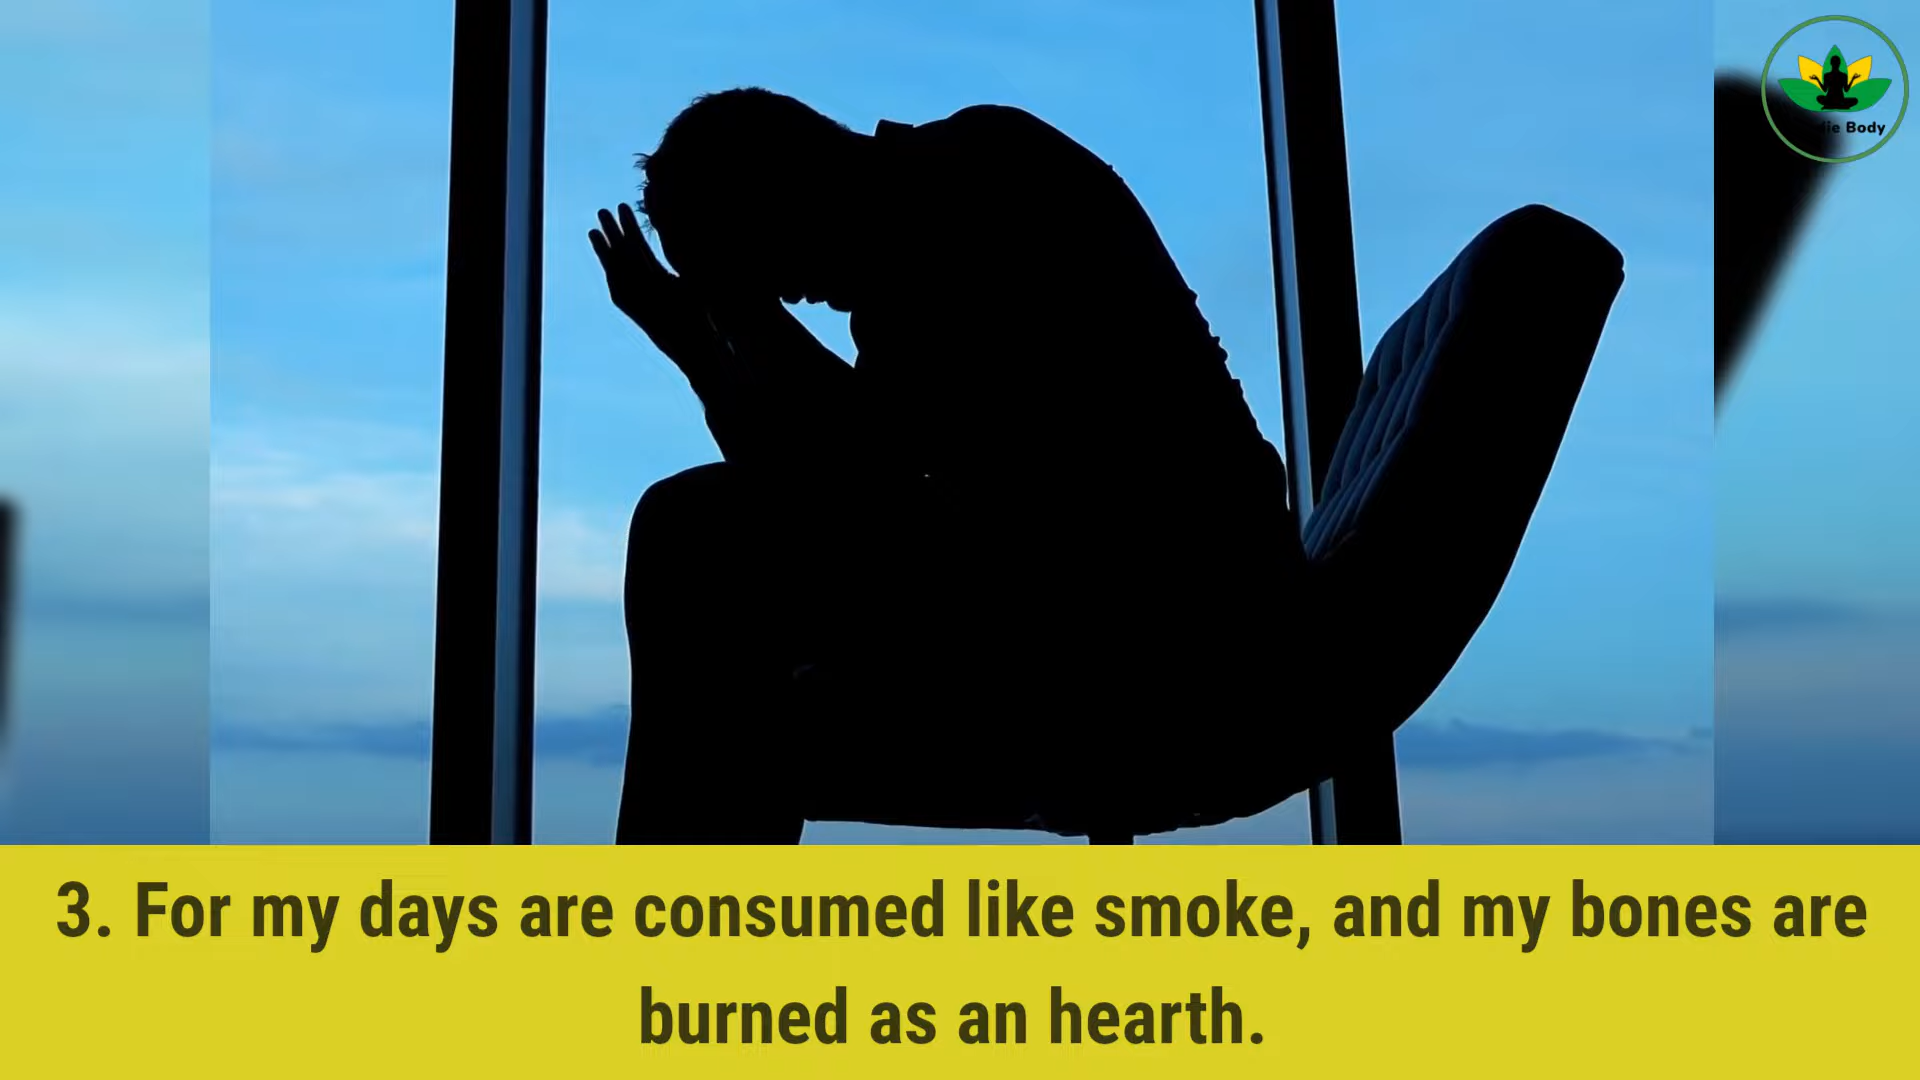 Body
3. For my days are consumed like smoke, and my bones are
burned as an hearth.